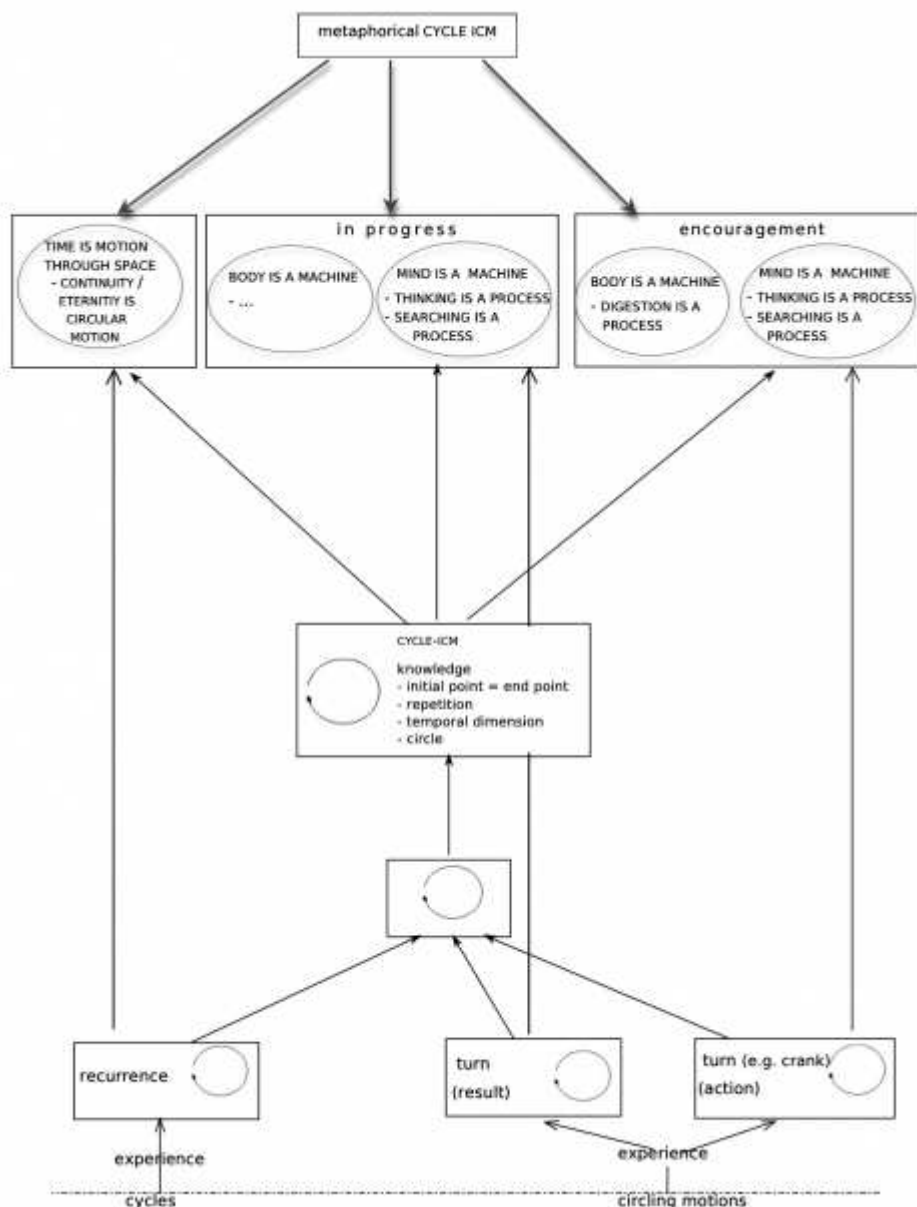 metaphorical CYCLE ICM
TIME IS MOTION
THROUGH SPACE
- CONTINUITY /
ETERNITIY IS
CIRCULAR
MOTION
in progress
BODY IS A MACHINE
- ...
MIND IS A MACHINE
- THINKING IS A PROCESS
- SEARCHING IS A
PROCESS
encouragement
BODY IS A MACHINE
- DIGESTION IS A
PROCESS
MIND IS A MACHINE
- THINKING IS A PROCESS
- SEARCHING IS A
PROCESS
CYCLE-ICM
knowledge
- initial point = end point
- repetition
- temporal dimension
- circle
recurrence
turn
(result)
turn (e.g. crank)
(action)
experience
experience
cycles
circling motions